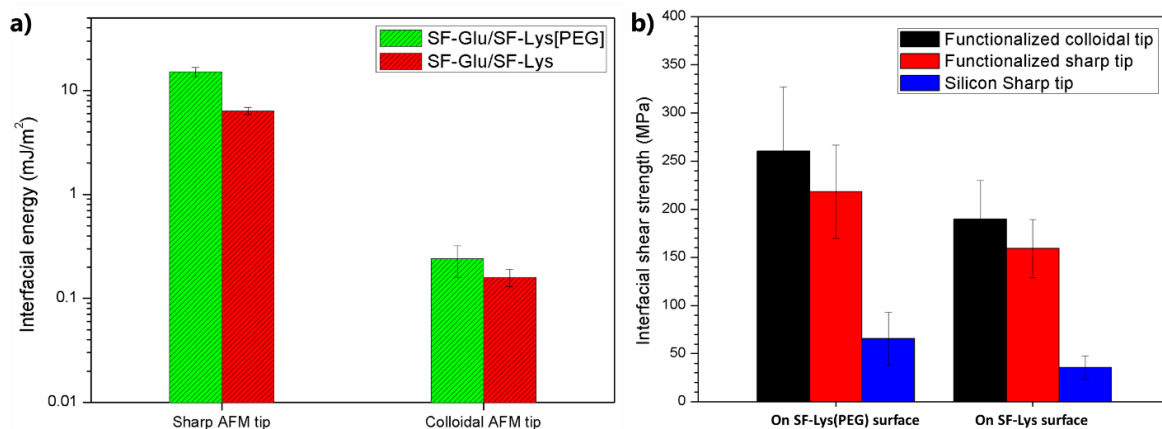 a)
SF-Glu/SF-Lys[PEG]
SF-Glu/SF-Lys
Interfacial energy (mJ/m²)
10
1
0.1
0.01
Sharp AFM tip
Colloidal AFM tip
b)
Functionalized colloidal tip
Functionalized sharp tip
Silicon Sharp tip
Interfacial shear strength (MPa)
400
350
300
250
200
150
100
50
0
On SF-Lys(PEG) surface
On SF-Lys surface